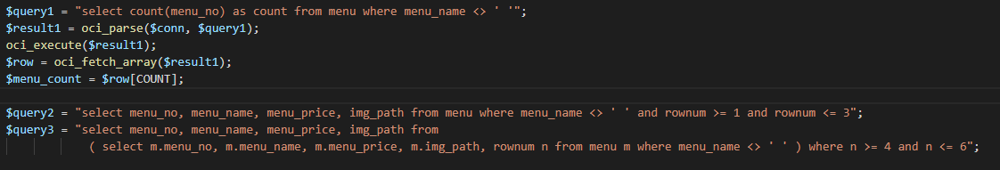 $query1 = "select count(menu_no) as count from menu where menu_name <> ' '";
$result1 = oci_parse($conn, $query1);
oci_execute($result1);
$row = oci_fetch_array($result1);
$menu_count = $row[COUNT];
$query2 = "select menu_no, menu_name, menu_price, img_path from menu where menu_name <> ' ' and rownum >= 1 and rownum <= 3";
$query3 = "select menu_no, menu_name, menu_price, img_path from
( select m.menu_no, m.menu_name, m.menu_price, m.img_path, rownum n from menu m where menu_name <> ' ' ) where n >= 4 and n <= 6";